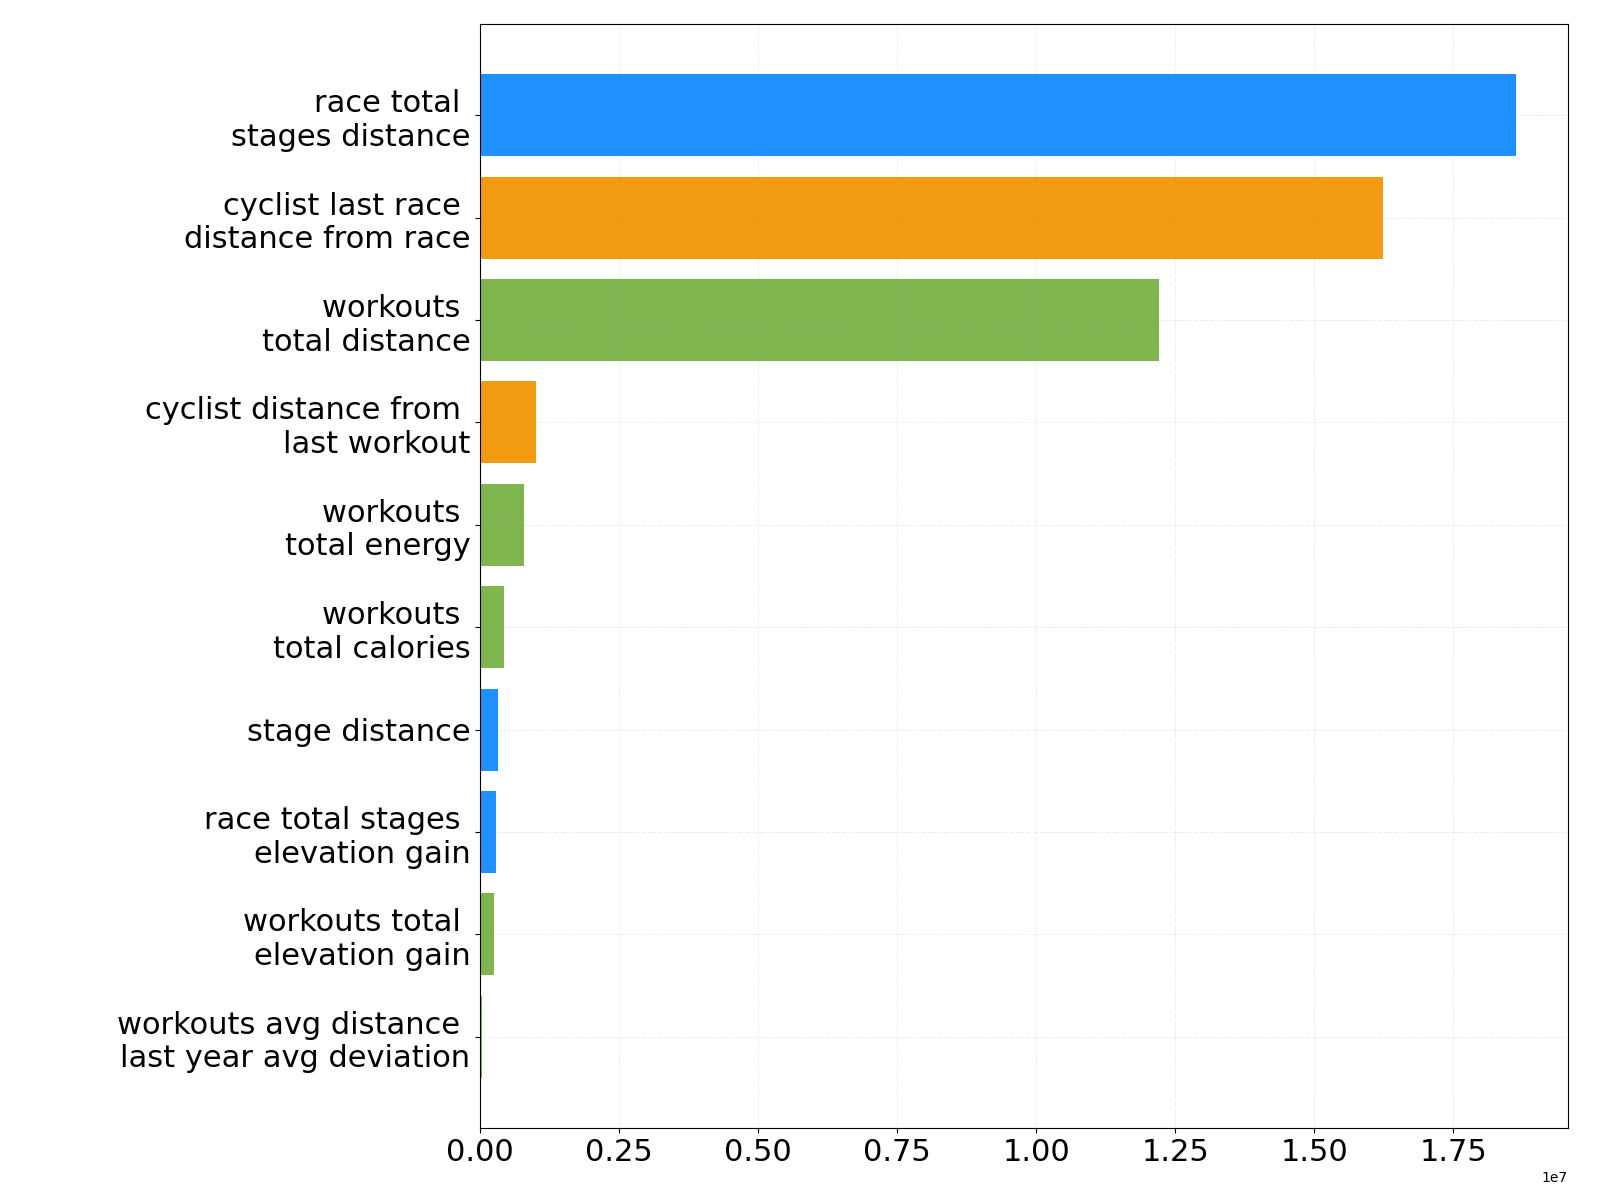 race total
stages distance
cyclist last race
distance from race
workouts
total distance
cyclist distance from
last workout
workouts
total energy
workouts
total calories
stage distance
race total stages
elevation gain
workouts total
elevation gain
workouts avg distance
last year avg deviation
0.00 0.25 0.50 0.75 1.00 1.25 1.50 1.75
1e7